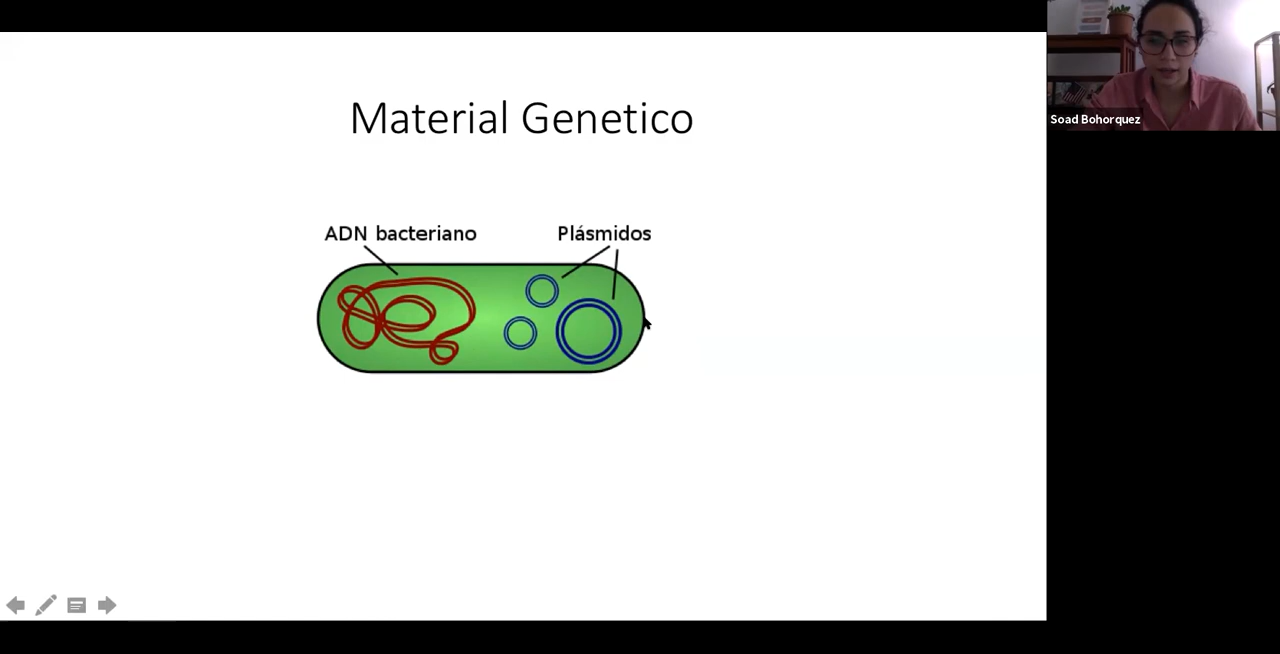 Material Genetico
ADN bacteriano
Plásmidos
Soad Bohorquez